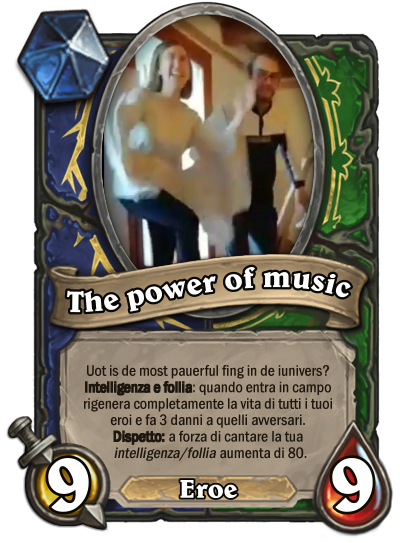 The power of music
Uot is de most pauerful fing in de iunivers?
Intelligenza e follia: quando entra in campo
rigenera completamente la vita di tutti i tuoi
eroi e fa 3 danni a quelli avversari.
Dispetto: a forza di cantare la tua
intelligenza/follia aumenta di 80.
9
Eroe
9